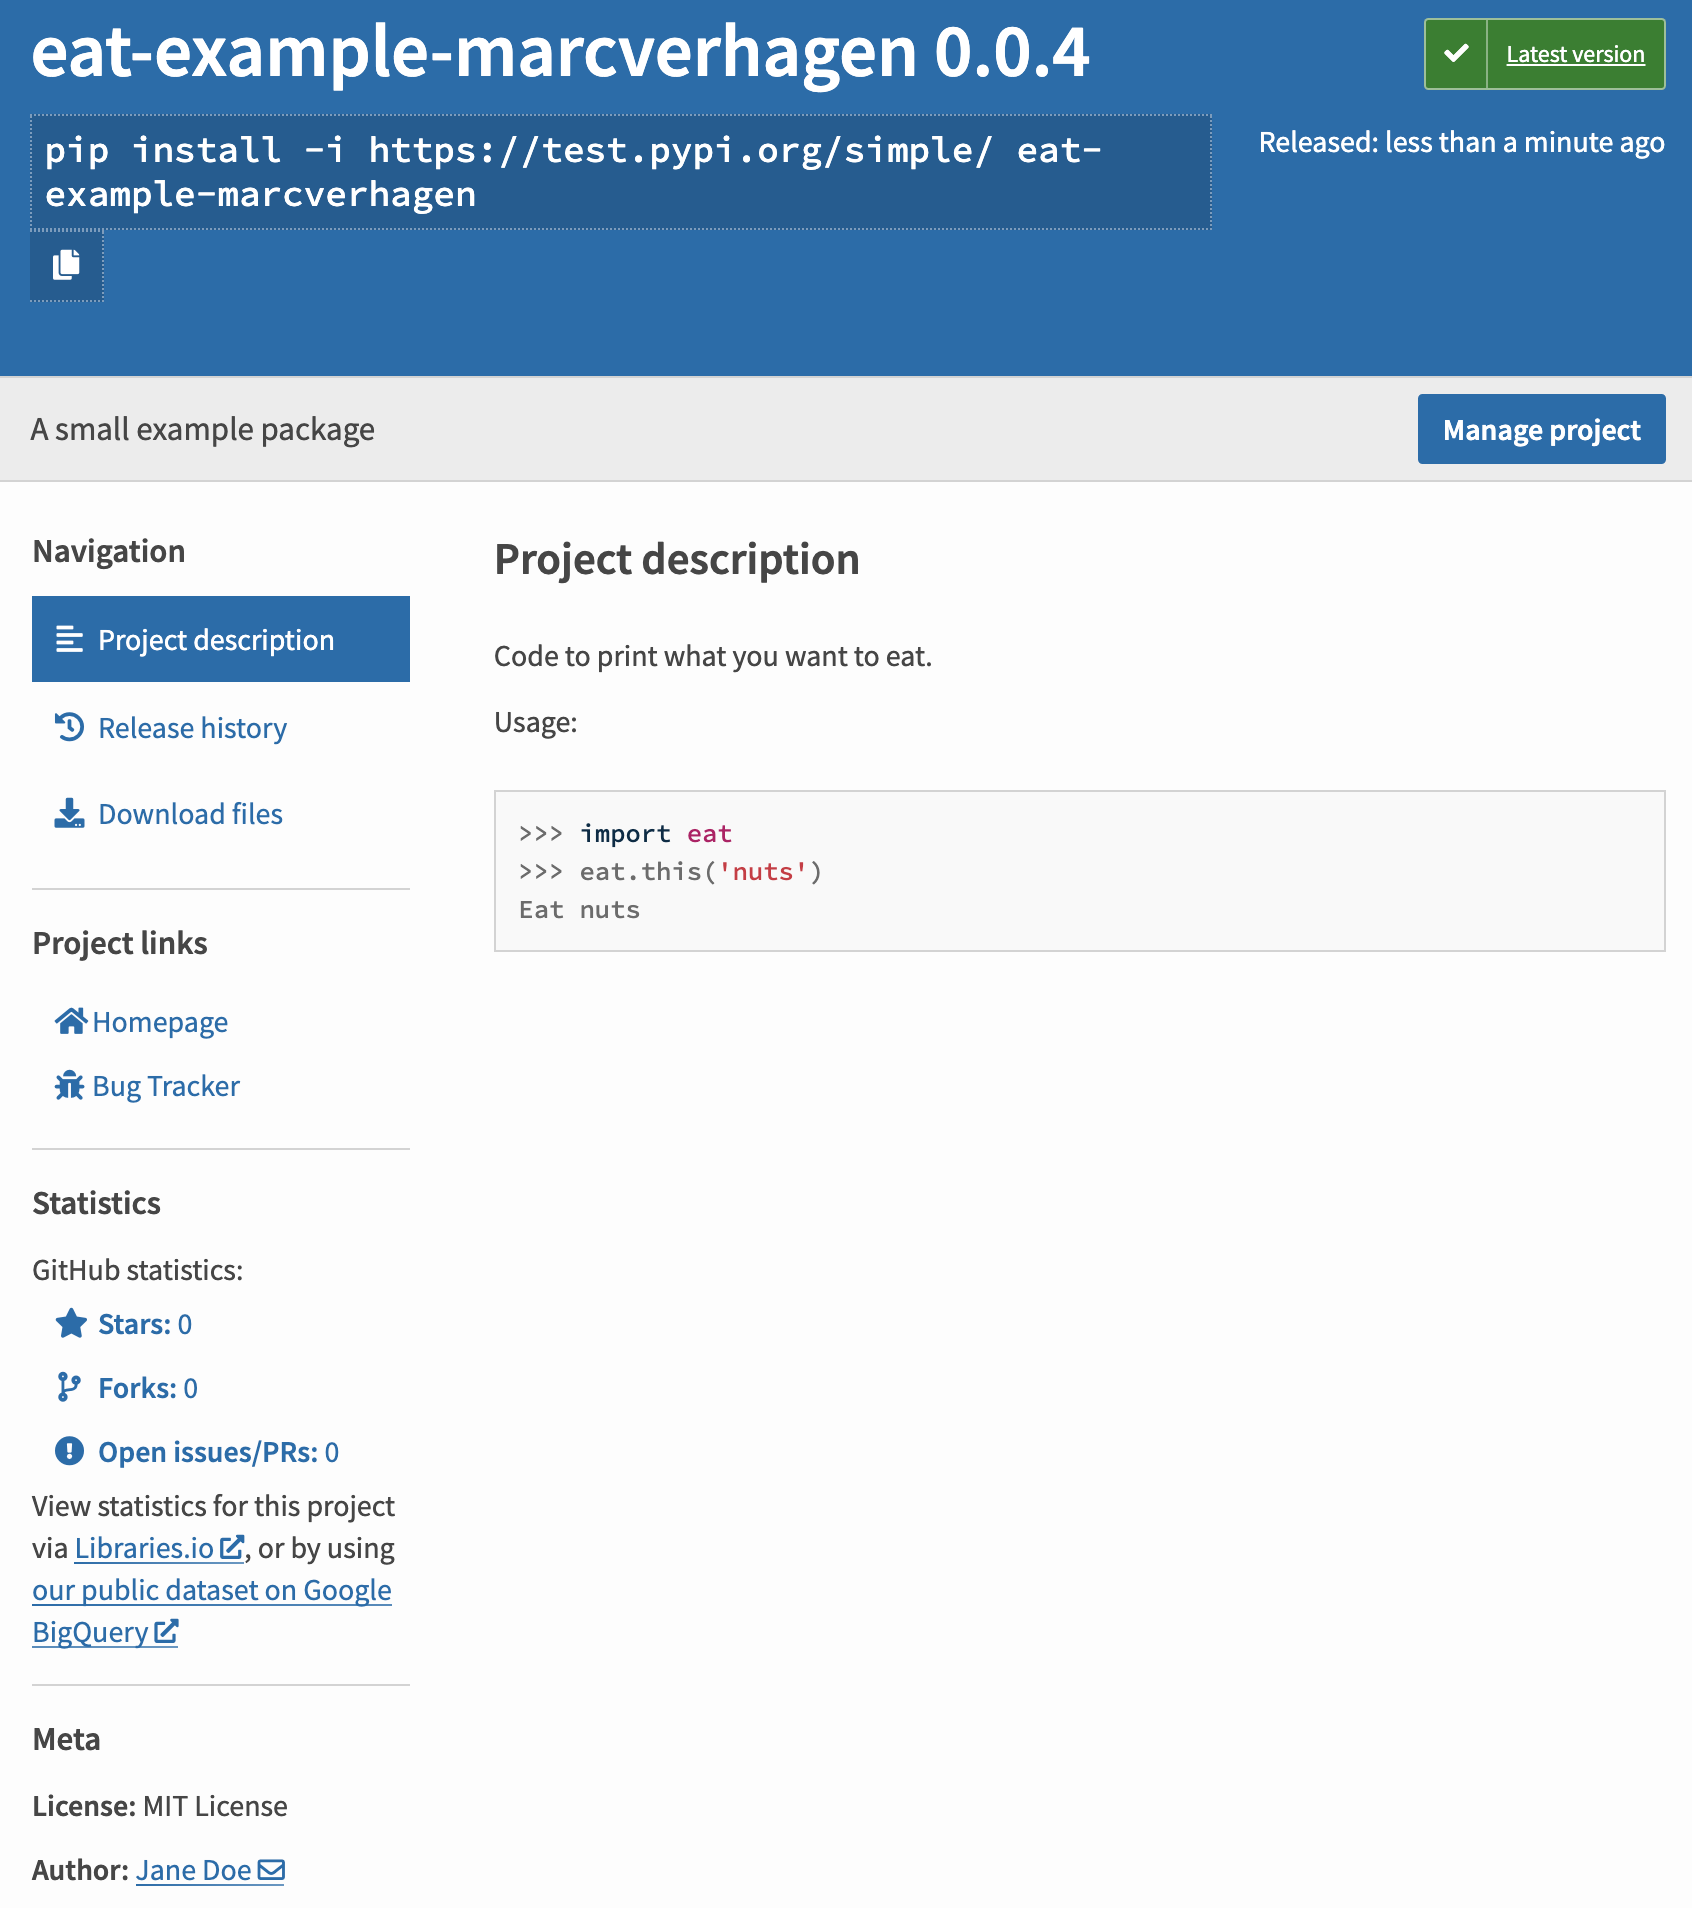 eat-example-marcverhagen 0.0.4
Latest version
pip install -i https://test.pypi.org/simple/ eat-
example-marcverhagen
Released: less than a minute ago
A small example package
Manage project
Navigation
Project description
Release history
Download files
Project links
Homepage
Bug Tracker
Statistics
GitHub statistics:
Stars: 0
Forks: 0
Open issues/PRs: 0
View statistics for this project
via Libraries.io, or by using
our public dataset on Google
BigQuery
Meta
License: MIT License
Author: Jane Doe
Project description
Code to print what you want to eat.
Usage:
>>> import eat
>>> eat.this('nuts')
Eat nuts